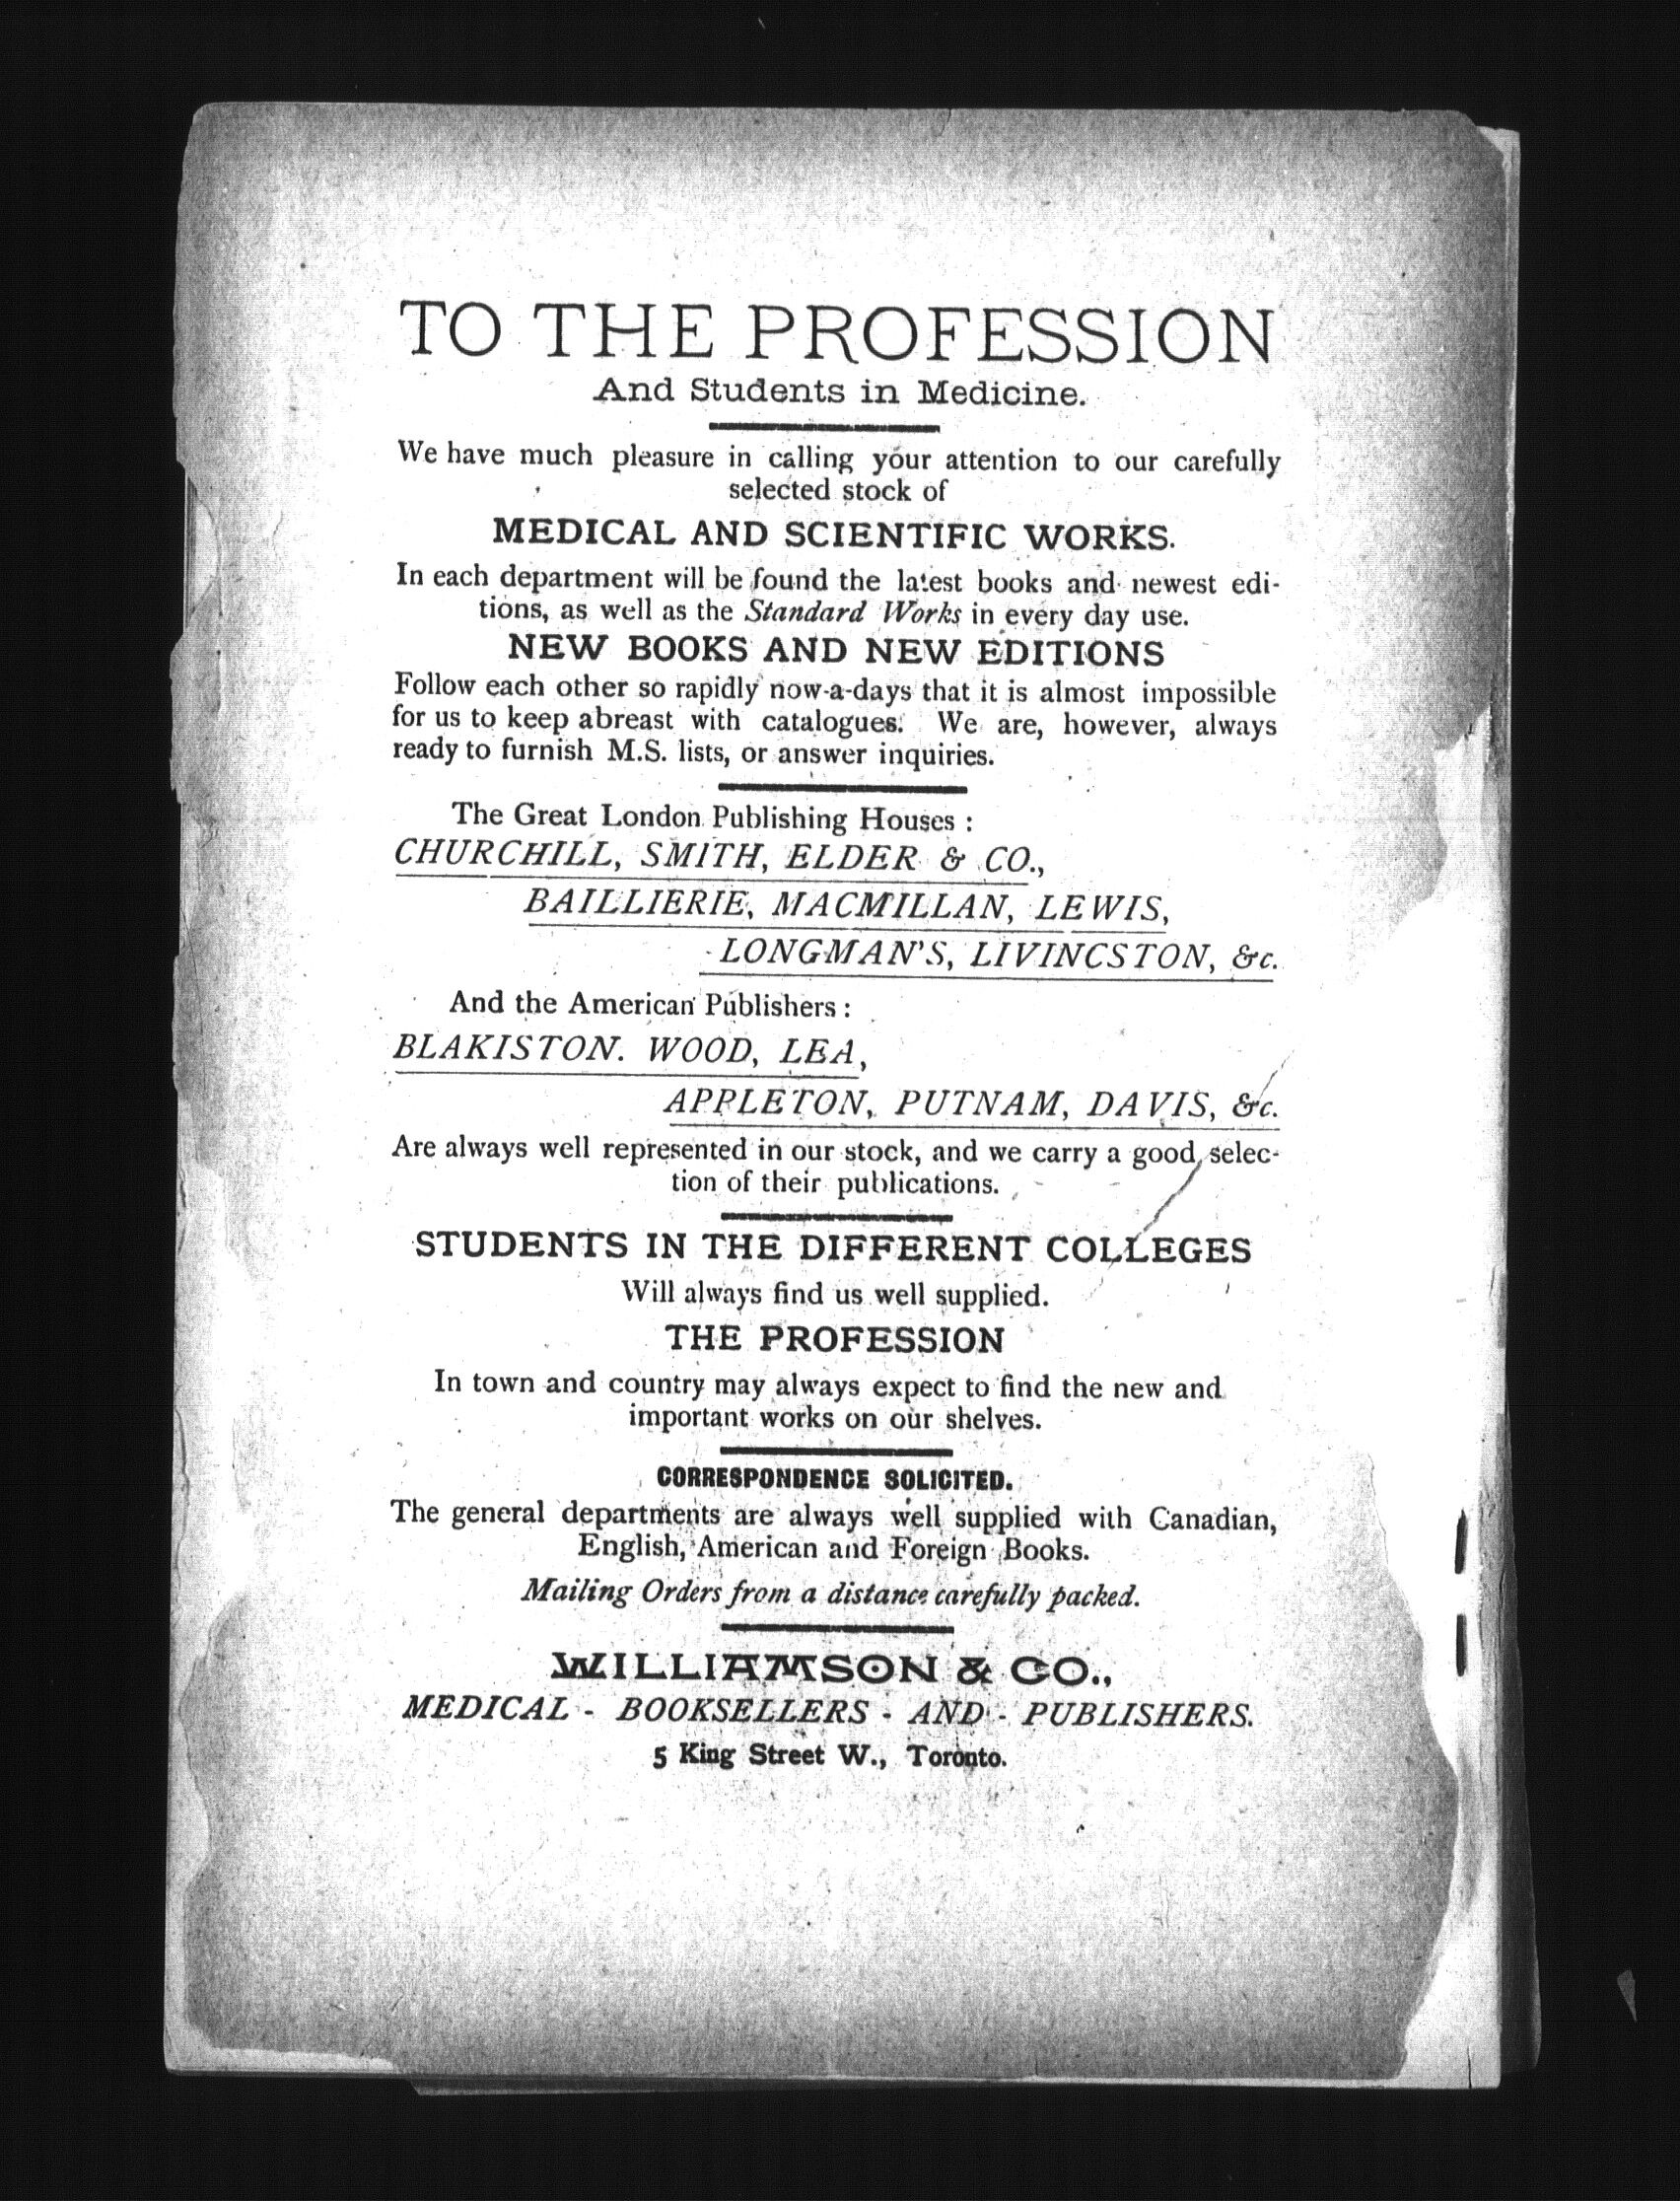 TO THE PROFESSION
And Students in Medicine.
We have much pleasure in calling your attention to our carefully
selected stock of
MEDICAL AND SCIENTIFIC WORKS.
In each department will be found the latest books and newest edi-
tions, as well as the Standard Works in every day use.
NEW BOOKS AND NEW EDITIONS
Follow each other so rapidly now-a-days that it is almost impossible
for us to keep abreast with catalogues. We are, however, always
ready to furnish M.S. lists, or answer inquiries.
The Great London Publishing Houses :
CHURCHILL, SMITH, ELDER & CO.,
BAILLIERIE, MACMILLAN, LEWIS,
LONGMAN'S, LIVINCSTON, &c.
And the American Publishers :
BLAKISTON. WOOD, LEA,
APPLETON, PUTNAM, DAVIS, &c.
Are always well represented in our stock, and we carry a good selec-
tion of their publications.
STUDENTS IN THE DIFFERENT COLLEGES
Will always find us well supplied.
THE PROFESSION
In town and country may always expect to find the new and
important works on our shelves.
CORRESPONDENCE SOLICITED.
The general departments are always well supplied with Canadian,
English, American and Foreign Books.
Mailing Orders from a distance carefully packed.
WILLIAMSON & CO.,
MEDICAL - BOOKSELLERS - AND - PUBLISHERS.
5 King Street W., Toronto.